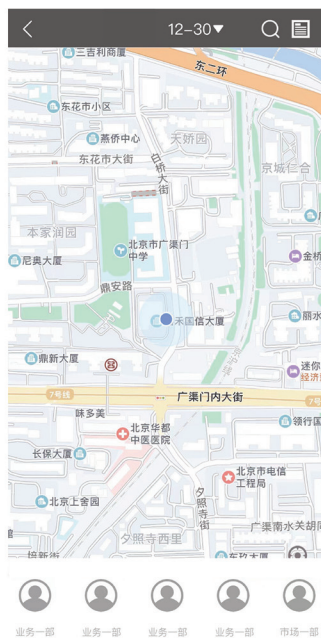 12-30▼
三吉利商厦
东二环
东花市小区
燕侨中心
天娇园
东花市大街
白桥大街
京城仁合
本家润园
北京市广渠门
中学
金桥
尼奥大厦
鼎安路
禾国信大厦
丽水
鼎新大厦
迷你
经济
7号线
广渠门内大街
7号
味多美
北京华都
中医医院
领行国
长保大厦
北京市电信
工程局
夕照寺街
北京上舍园
广渠南水关胡同
夕照寺西里
培新街
东玖大厦
业务一部
业务一部
业务一部
业务一部
市场一部